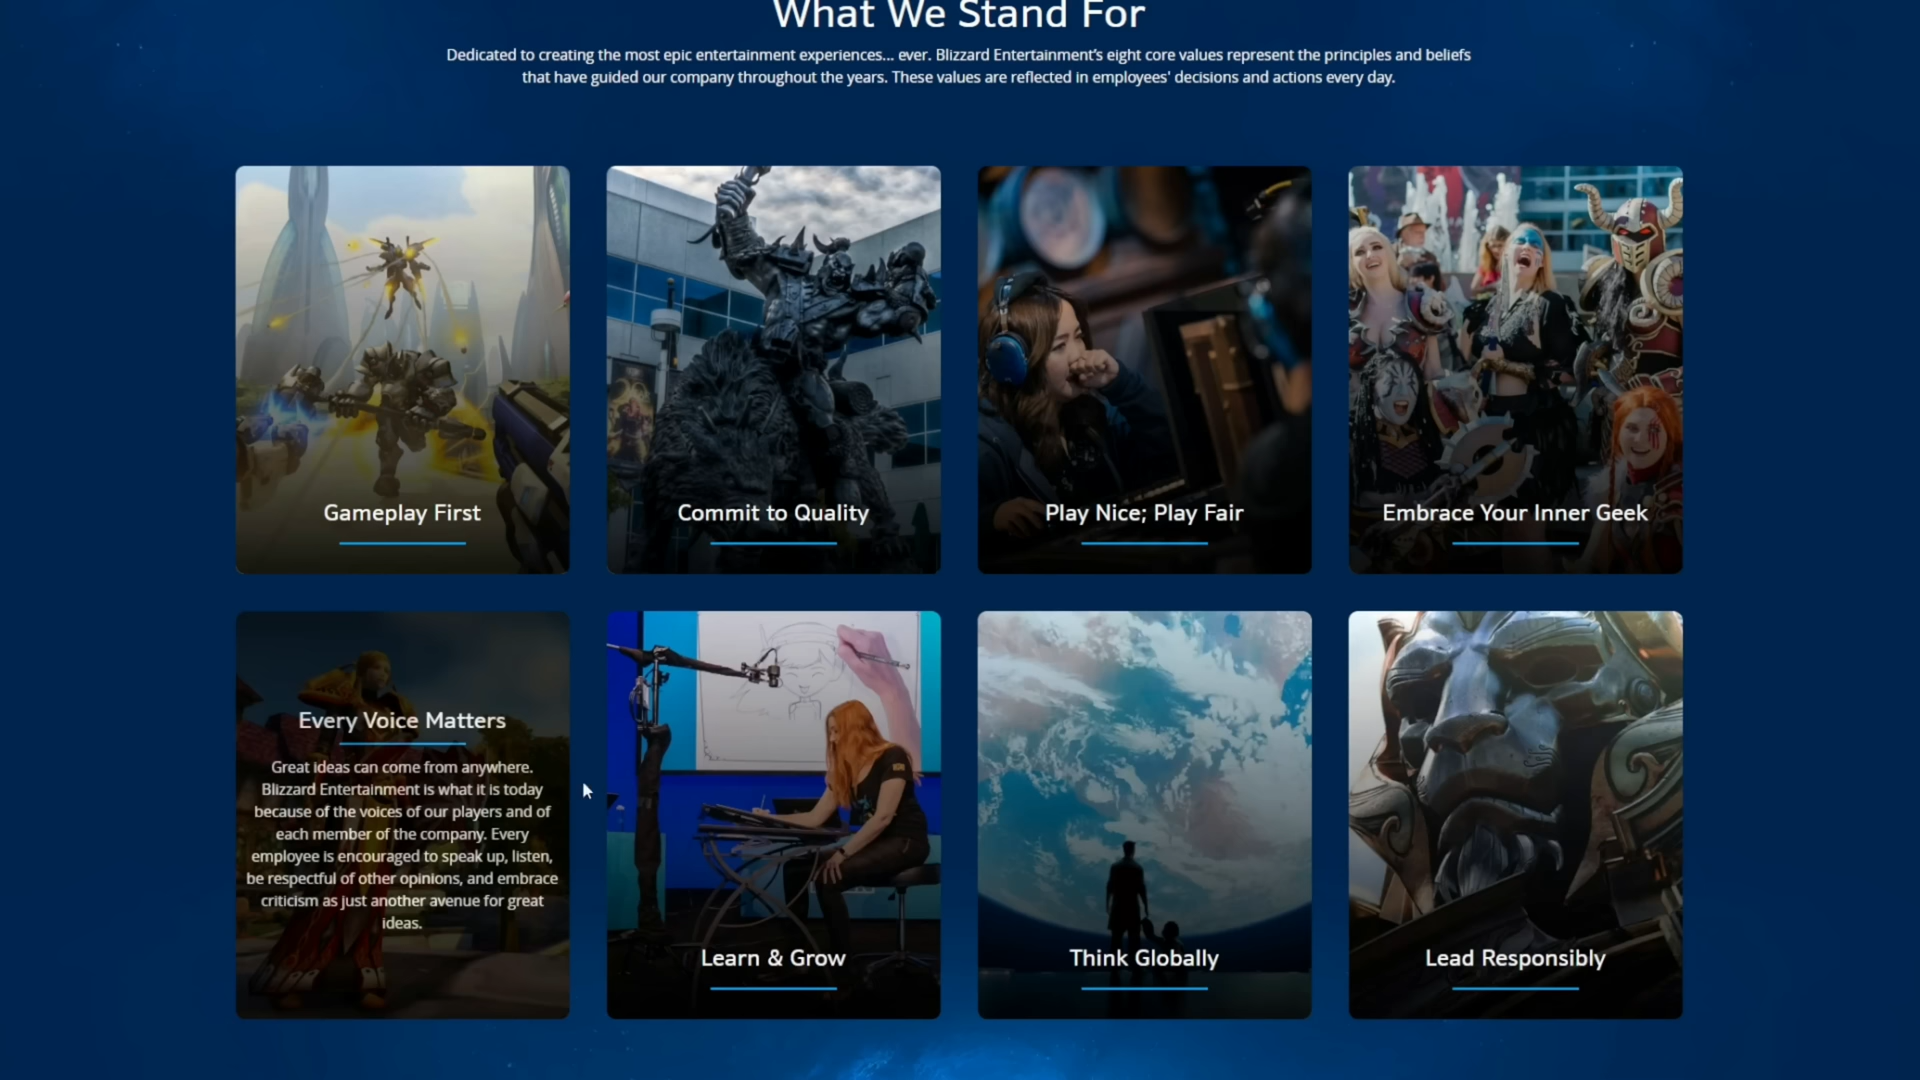 What We Stand For
Dedicated to creating the most epic entertainment experiences... ever. Blizzard Entertainment's eight core values represent the principles and beliefs
that have guided our company throughout the years. These values are reflected in employees' decisions and actions every day.
Gameplay First
Commit to Quality
Play Nice; Play Fair
Embrace Your Inner Geek
Every Voice Matters
Great ideas can come from anywhere.
Blizzard Entertainment is what it is today
because of the voices of our players and of
each member of the company. Every
employee is encouraged to speak up, listen,
be respectful of other opinions, and embrace
criticism as just another avenue for great
ideas.
Learn & Grow
Think Globally
Lead Responsibly